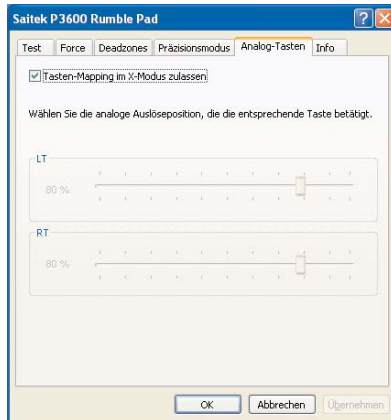 Saitek P3600 Rumble Pad
Test Force Deadzones Präzisionsmodus Analog-Tasten Info
Tasten-Mapping im X-Modus zulassen
Wählen Sie die analoge Auslöseposition, die die entsprechende Taste betätigt.
LT
80 %
RT
80 %
OK Abbrechen Übernehmen